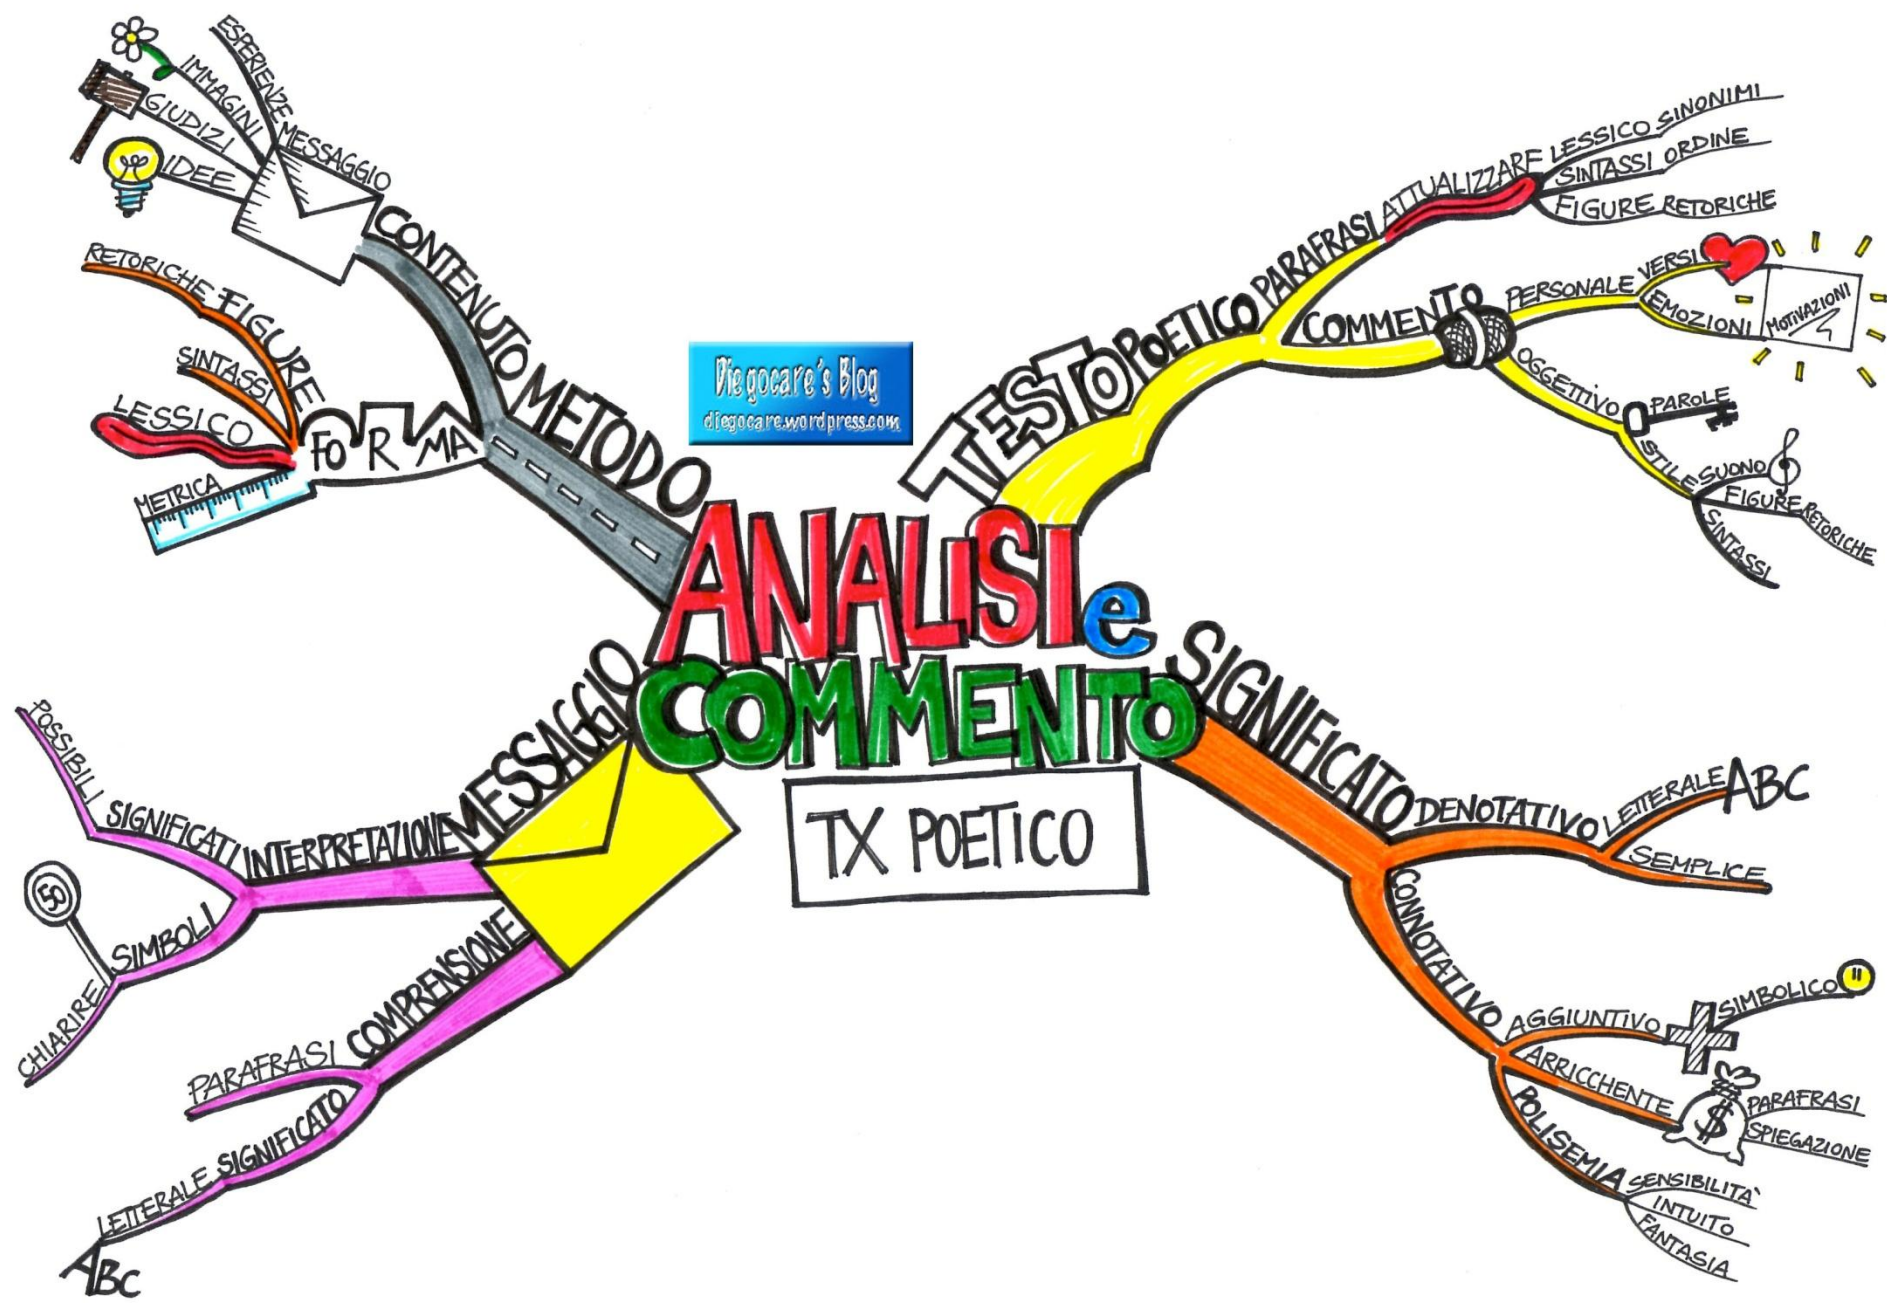 ANALISI e
COMMENTO
TX POETICO
Diegocare's Blog
diegocare.wordpress.com
TESTO POETICO
PARAFRASI
ATTUALIZZARE
LESSICO SINONIMI
SINTASSI ORDINE
FIGURE RETORICHE
COMMENTO
PERSONALE
VERSI
EMOZIONI
MOTIVAZIONI
OGGETTIVO
PAROLE
STILE
SUONO
FIGURE RETORICHE
SINTASSI
SIGNIFICATO
DENOTATIVO
LETTERALE ABC
SEMPLICE
CONNOTATIVO
AGGIUNTIVO
SIMBOLICO
ARRICCHENTE
$
PARAFRASI
SPIEGAZIONE
POLISEMIA
SENSIBILITA'
INTUITO
FANTASIA
MESSAGGIO
COMPRENSIONE
PARAFRASI
SIGNIFICATO
LETTERALE
ABC
INTERPRETAZIONE
SIGNIFICATI
POSSIBILI
SIMBOLI
CHIARIRE
50
METODO
CONTENUTO
MESSAGGIO
ESPERIENZE
IMMAGINI
GIUDIZI
IDEE
FORMA
FIGURE
RETORICHE
SINTASSI
LESSICO
METRICA